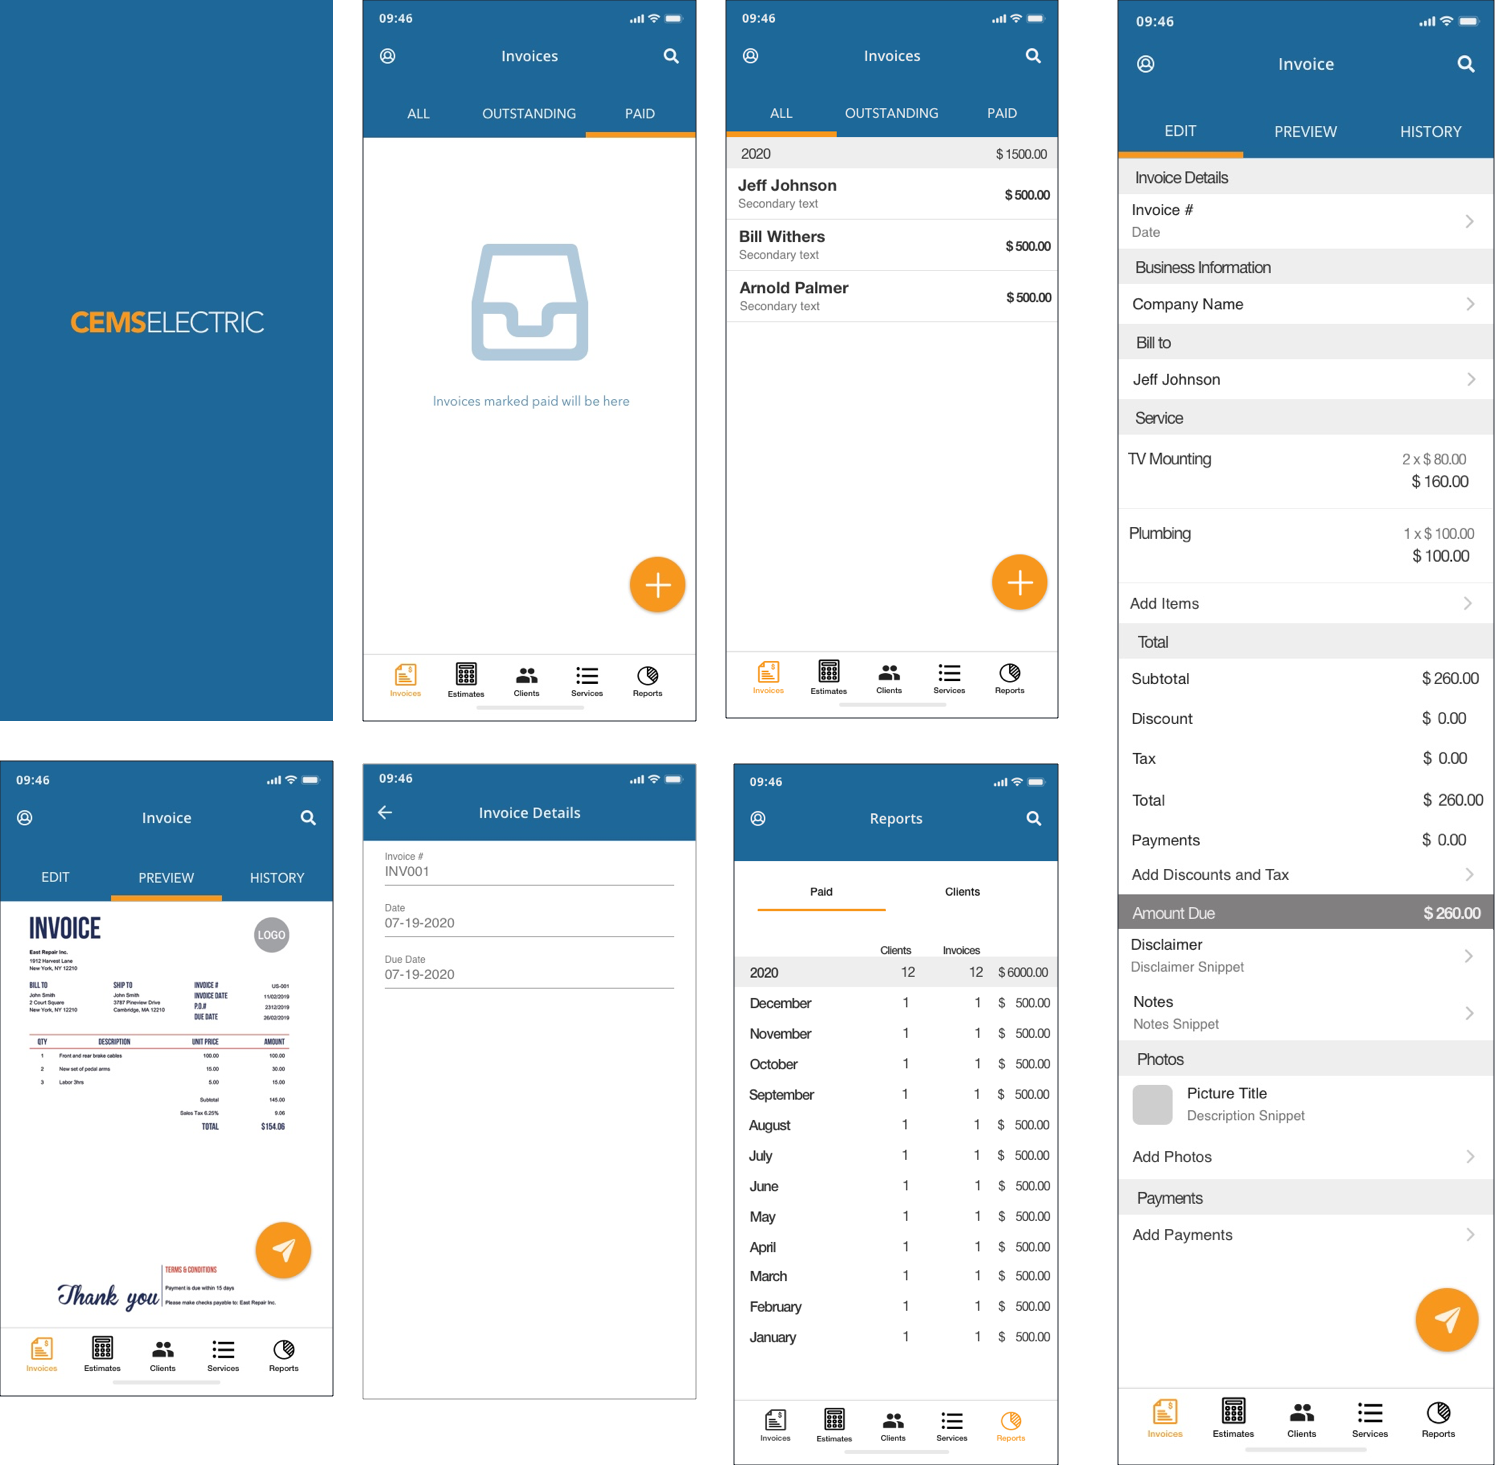 CEMSELECTRIC
09:46
Invoices
ALL OUTSTANDING PAID
Invoices marked paid will be here
Invoices Estimates Clients Services Reports
09:46
Invoices
ALL OUTSTANDING PAID
2020 $ 1500.00
Jeff Johnson $ 500.00
Secondary text
Bill Withers $ 500.00
Secondary text
Arnold Palmer $ 500.00
Secondary text
Invoices Estimates Clients Services Reports
09:46
Invoice
EDIT PREVIEW HISTORY
Invoice Details
Invoice #
Date
Business Information
Company Name
Bill to
Jeff Johnson
Service
TV Mounting 2 x $ 80.00
$ 160.00
Plumbing 1 x $ 100.00
$ 100.00
Add Items
Total
Subtotal $ 260.00
Discount $ 0.00
Tax $ 0.00
Total $ 260.00
Payments $ 0.00
Add Discounts and Tax
Amount Due $ 260.00
Disclaimer
Disclaimer Snippet
Notes
Notes Snippet
Photos
Picture Title
Description Snippet
Add Photos
Payments
Add Payments
Invoices Estimates Clients Services Reports
09:46
Invoice
EDIT PREVIEW HISTORY
INVOICE LOGO
East Repair Inc.
1912 Harvest Lane
New York, NY 12210
BILL TO SHIP TO INVOICE # US-001
John Smith John Smith INVOICE DATE 11/02/2019
2 Court Square 3787 Pineview Drive P.O.# 2312/2019
New York, NY 12210 Cambridge, MA 12210 DUE DATE 26/02/2019
QTY DESCRIPTION UNIT PRICE AMOUNT
1 Front and rear brake cables 100.00 100.00
2 New set of pedal arms 15.00 30.00
3 Labor 3hrs 5.00 15.00
Subtotal 145.00
Sales Tax 6.25% 9.06
TOTAL $154.06
TERMS & CONDITIONS
Thank you Payment is due within 15 days
Please make checks payable to: East Repair Inc.
Invoices Estimates Clients Services Reports
09:46
Invoice Details
Invoice #
INV001
Date
07-19-2020
Due Date
07-19-2020
09:46
Reports
Paid Clients
Clients Invoices
2020 12 12 $ 6000.00
December 1 1 $ 500.00
November 1 1 $ 500.00
October 1 1 $ 500.00
September 1 1 $ 500.00
August 1 1 $ 500.00
July 1 1 $ 500.00
June 1 1 $ 500.00
May 1 1 $ 500.00
April 1 1 $ 500.00
March 1 1 $ 500.00
February 1 1 $ 500.00
January 1 1 $ 500.00
Invoices Estimates Clients Services Reports